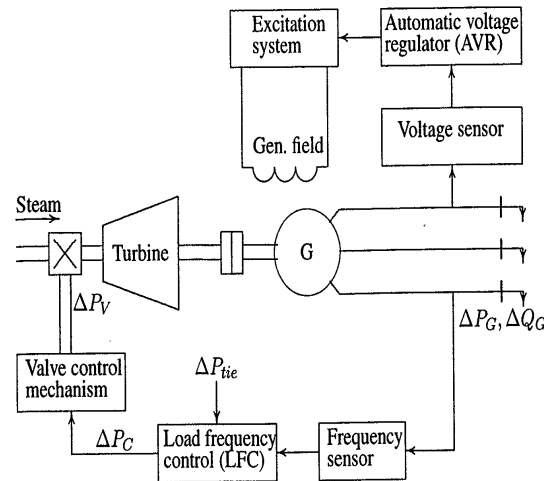 Excitation
system
Automatic voltage
regulator (AVR)
Gen. field
Voltage sensor
Steam
Turbine
G
ΔP_V
ΔP_G, ΔQ_G
Valve control
mechanism
ΔP_tie
ΔP_C
Load frequency
control (LFC)
Frequency
sensor